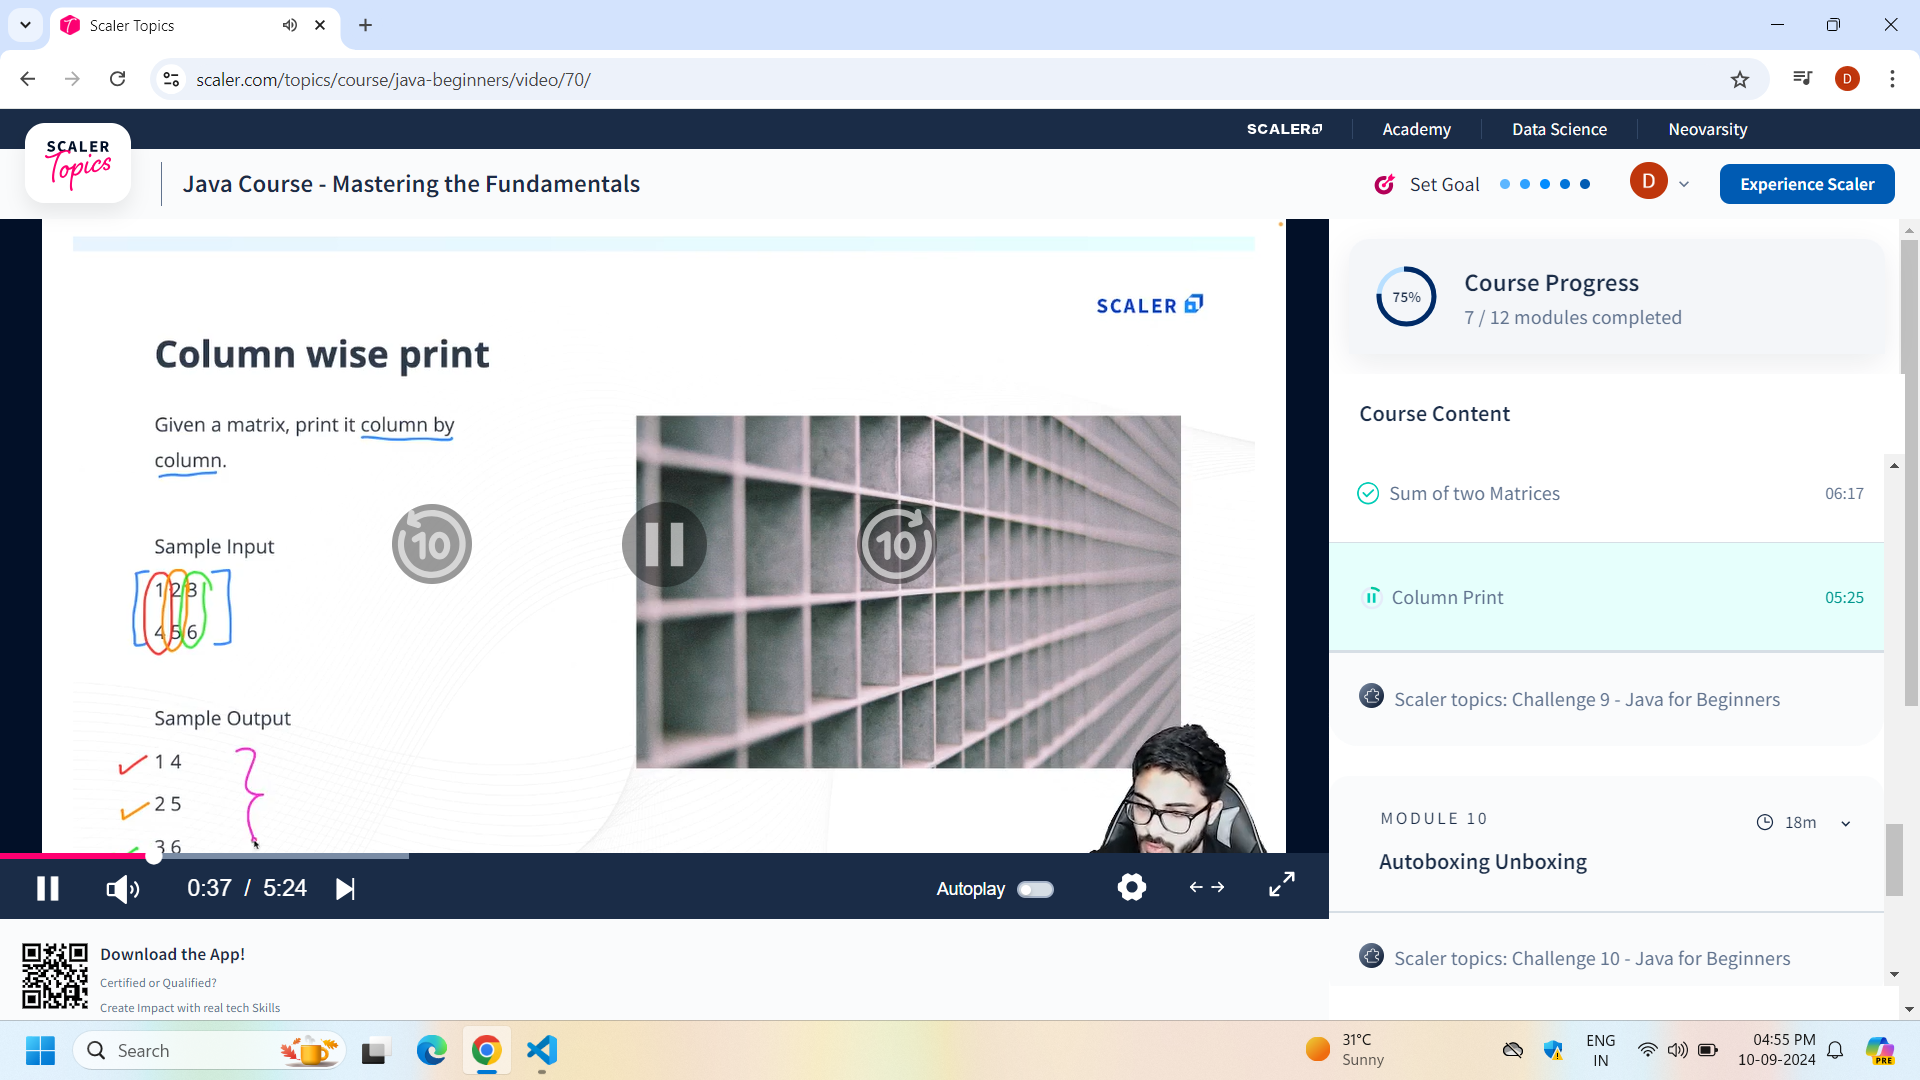 Scaler Topics
scaler.com/topics/course/java-beginners/video/70/
D
SCALER
Academy
Data Science
Neovarsity
SCALER
Topics
Java Course - Mastering the Fundamentals
Set Goal
D
Experience Scaler
SCALER
Column wise print
Given a matrix, print it column by
column.
Sample Input
1 2 3
4 5 6
Sample Output
1 4
2 5
3 6
10
10
0:37 / 5:24
Autoplay
75%
Course Progress
7 / 12 modules completed
Course Content
Sum of two Matrices
06:17
Column Print
05:25
Scaler topics: Challenge 9 - Java for Beginners
MODULE 10
18m
Autoboxing Unboxing
Scaler topics: Challenge 10 - Java for Beginners
Download the App!
Certified or Qualified?
Create Impact with real tech Skills
Search
31°C
Sunny
ENG
IN
04:55 PM
10-09-2024
PRE